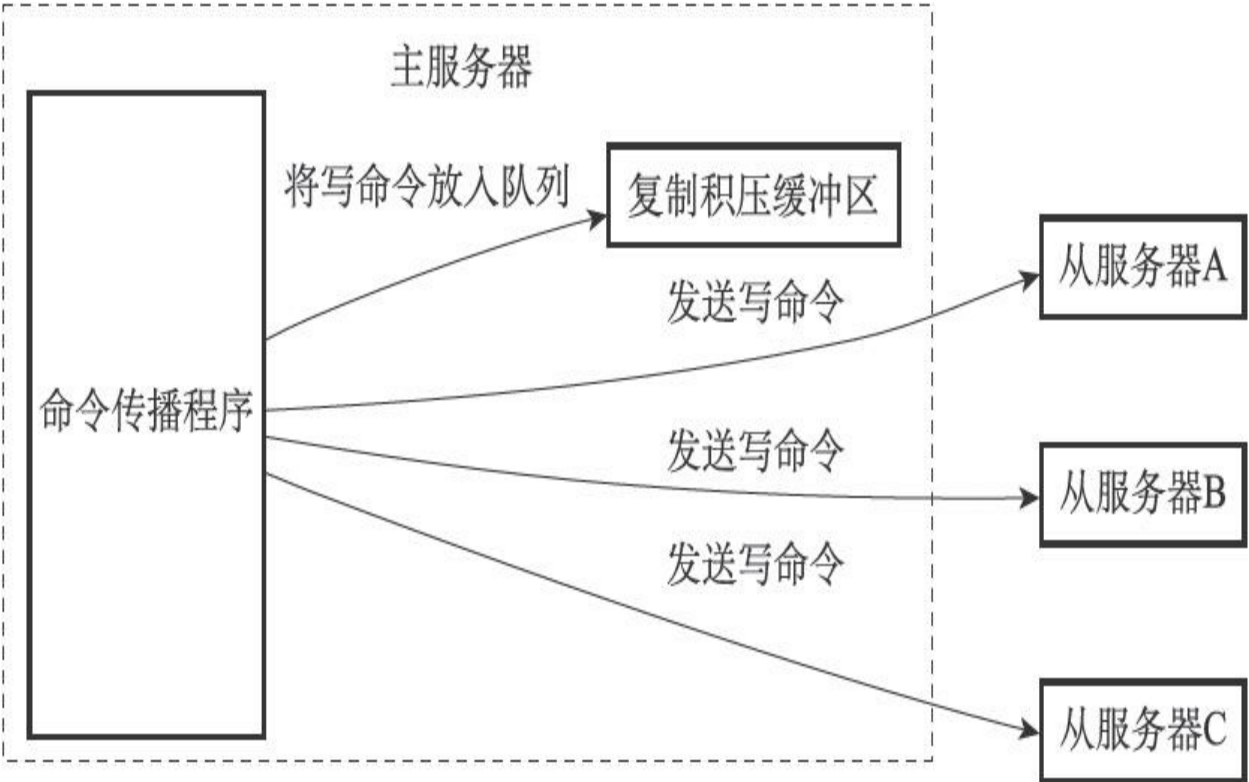 主服务器
将写命令放入队列
复制积压缓冲区
发送写命令
从服务器A
命令传播程序
发送写命令
从服务器B
发送写命令
从服务器C